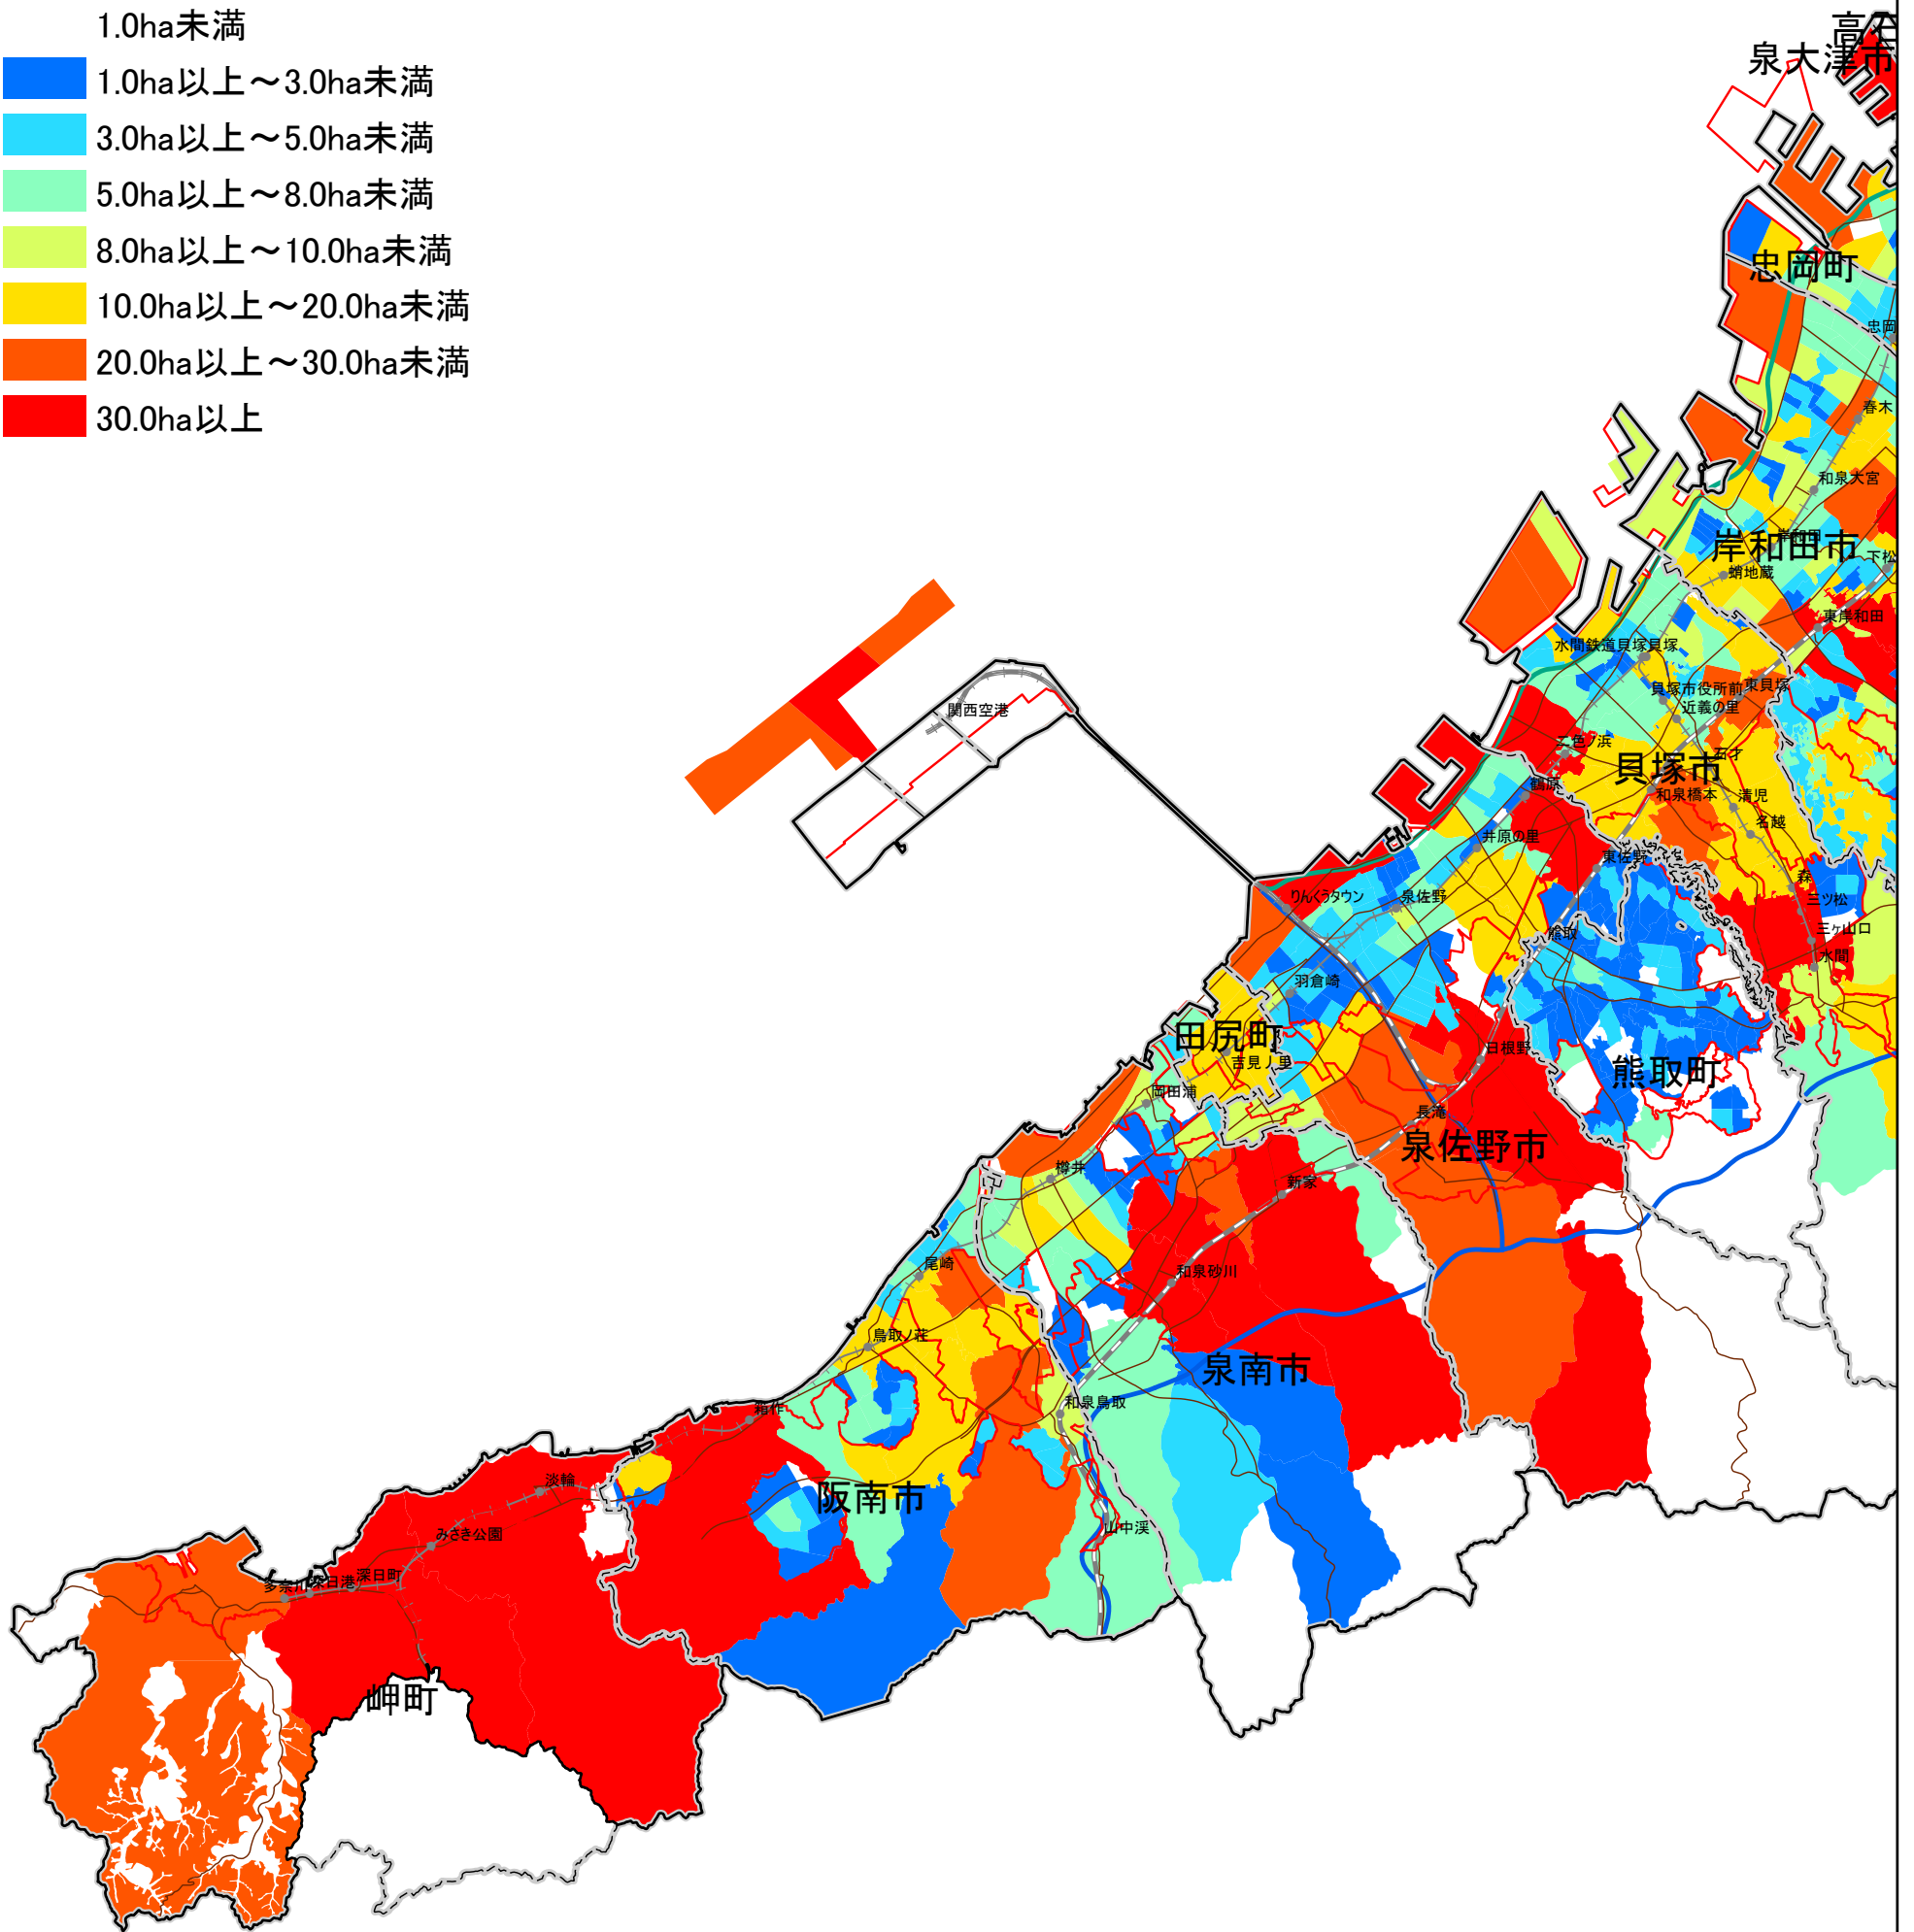 1.0ha未満
1.0ha以上～3.0ha未満
3.0ha以上～5.0ha未満
5.0ha以上～8.0ha未満
8.0ha以上～10.0ha未満
10.0ha以上～20.0ha未満
20.0ha以上～30.0ha未満
30.0ha以上
高石
泉大津市
忠岡町
忠岡
春木
和泉大宮
岸和田
岸和田市
下松
蛸地蔵
東岸和田
水間鉄道貝塚貝塚
貝塚市役所前
東貝塚
近義の里
関西空港
二色ノ浜
石才
貝塚市
鶴原
和泉橋本
清児
名越
井原の里
東佐野
森
りんくうタウン
泉佐野
三ツ松
三ヶ山口
熊取
水間
羽倉崎
田尻町
吉見ノ里
日根野
熊取町
岡田浦
長滝
泉佐野市
樽井
新家
尾崎
和泉砂川
鳥取ノ荘
泉南市
箱作
和泉鳥取
淡輪
阪南市
山中渓
みさき公園
深日町
深日港
多奈川
岬町